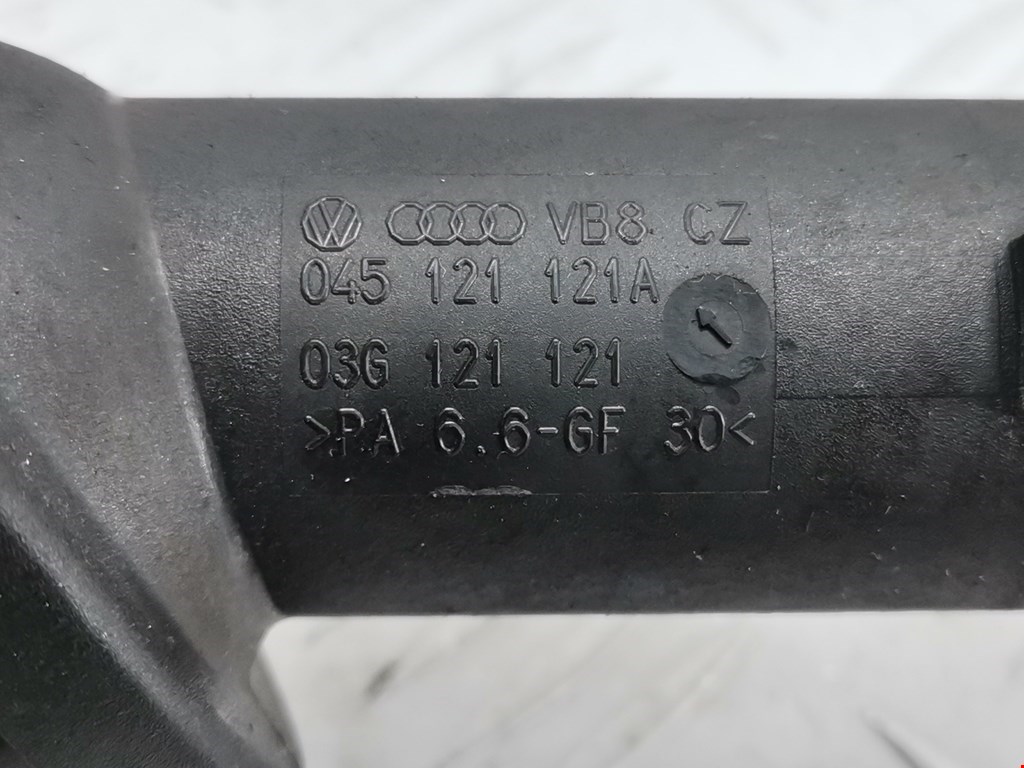 VB8 CZ
045 121 121A
03G 121 121
>PA 6.6-GF 30<